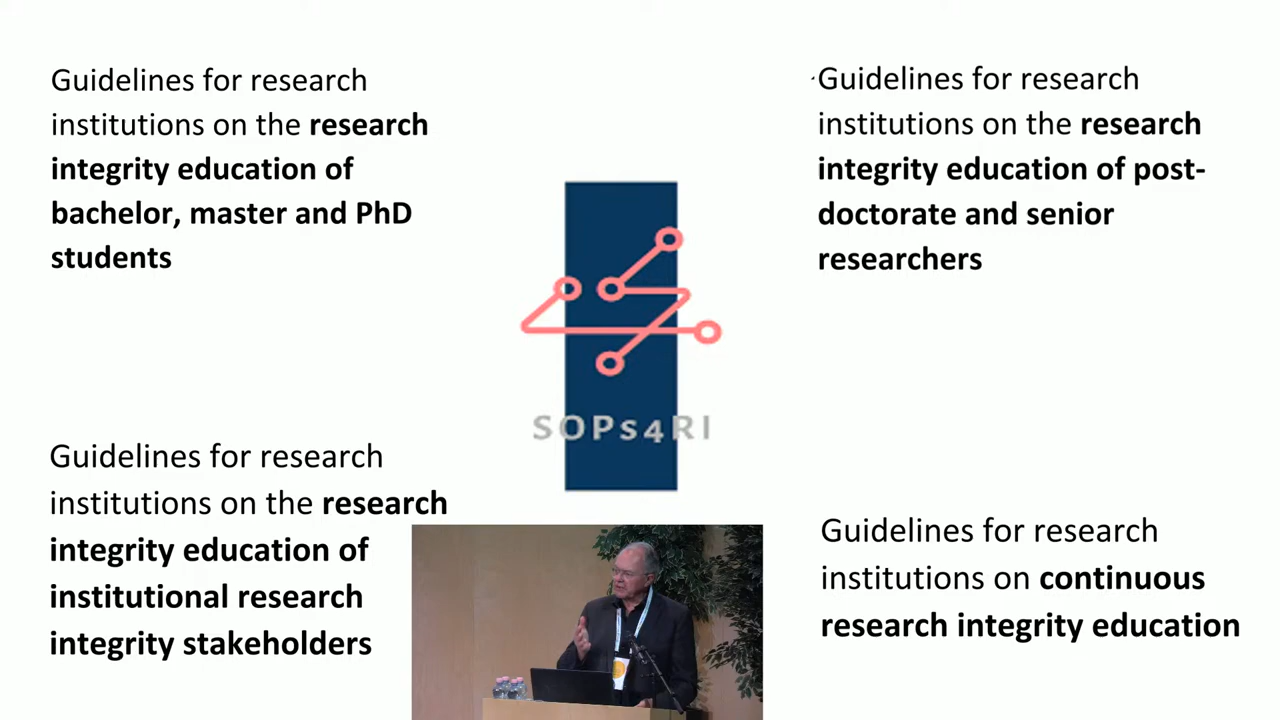 Guidelines for research
institutions on the research
integrity education of
bachelor, master and PhD
students
Guidelines for research
institutions on the research
integrity education of post-
doctorate and senior
researchers
SOPs4RI
Guidelines for research
institutions on the research
integrity education of
institutional research
integrity stakeholders
Guidelines for research
institutions on continuous
research integrity education